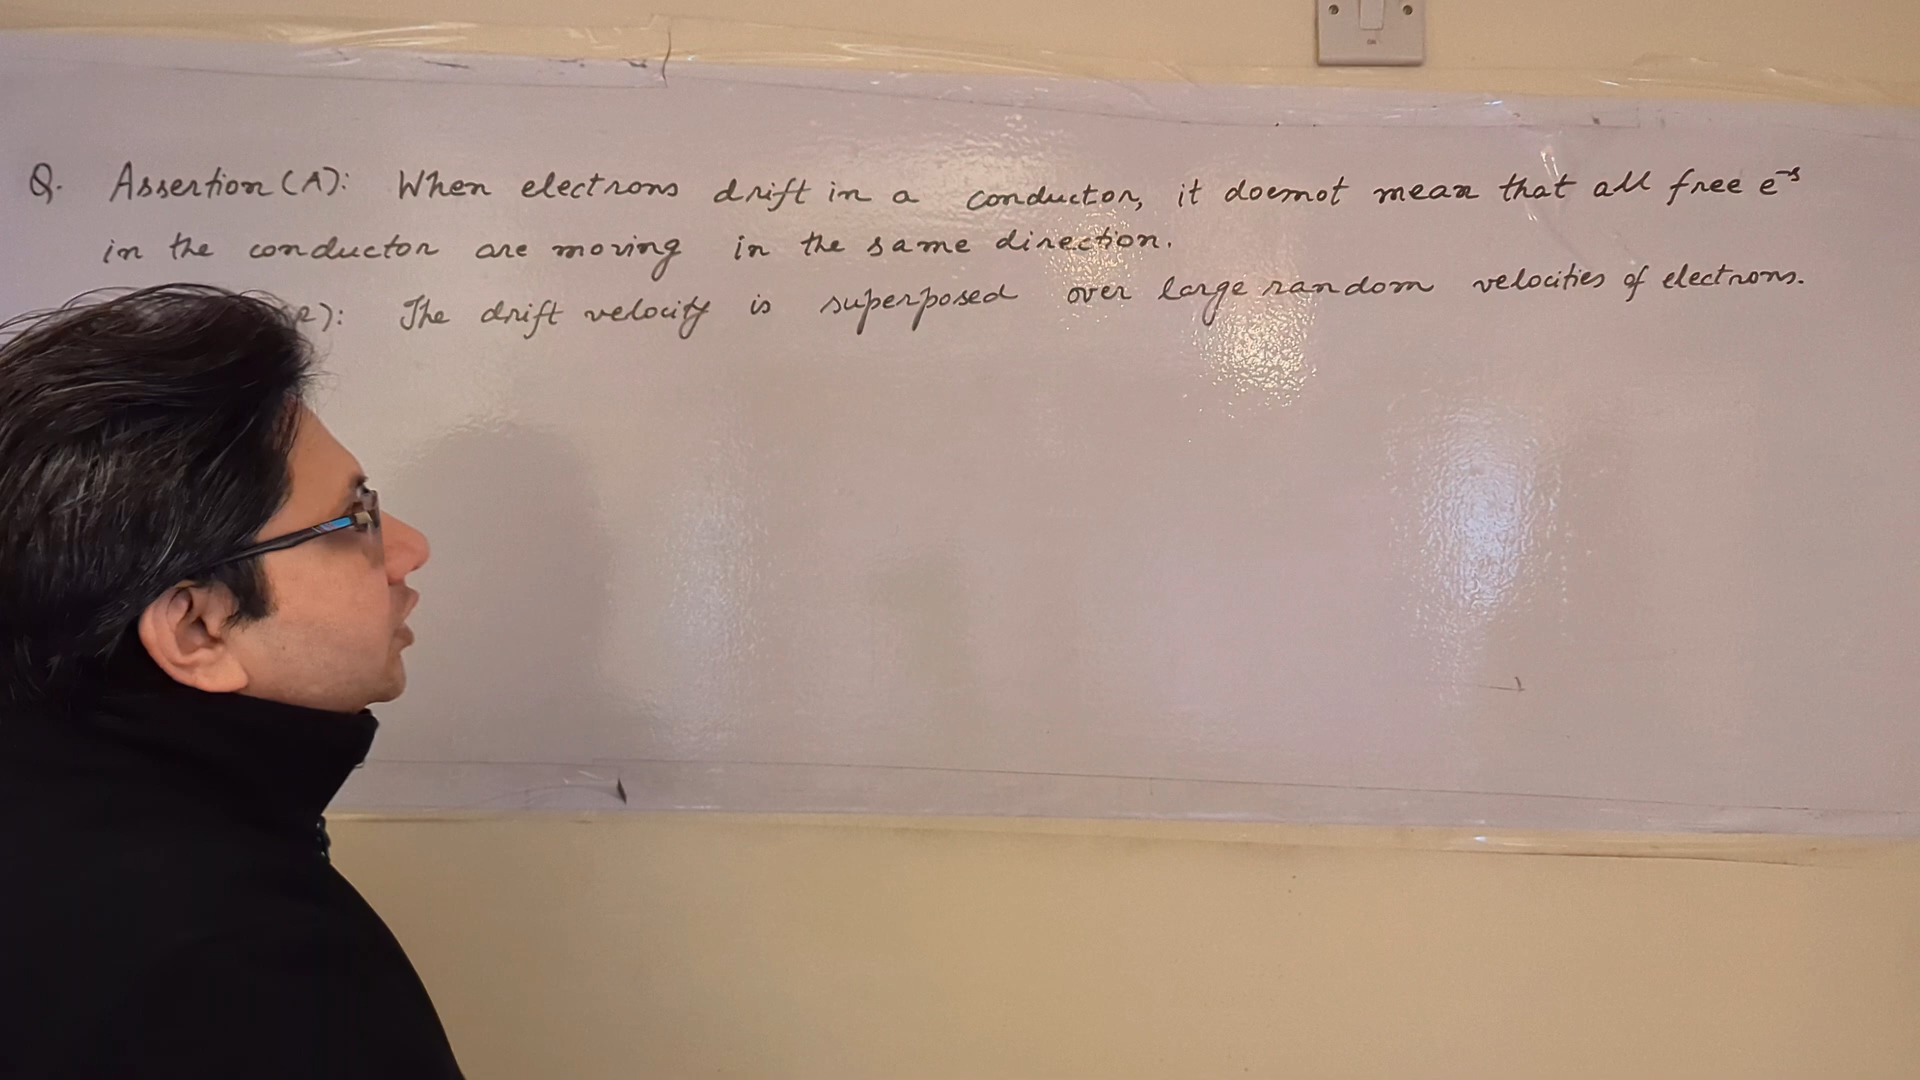 Q. Assertion (A): When electrons drift in a conductor, it doesnot mean that all free e⁻ˢ
in the conductor are moving in the same direction.
R): The drift velocity is superposed over large random velocities of electrons.